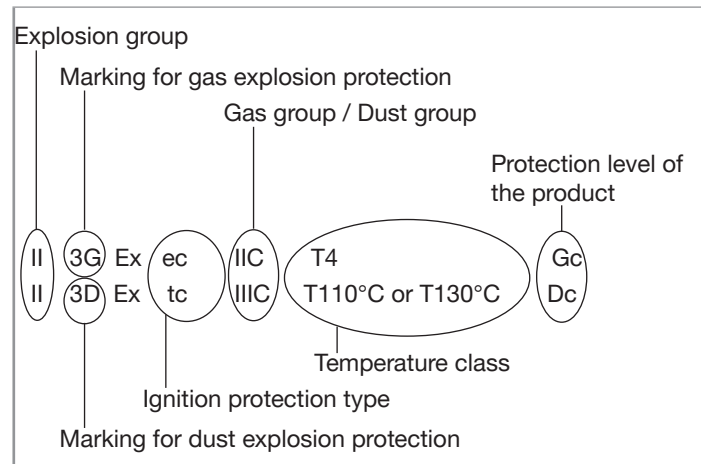 Explosion group
Marking for gas explosion protection
Gas group / Dust group
Protection level of
the product
II 3G Ex ec IIC T4 Gc
II 3D Ex tc IIIC T110°C or T130°C Dc
Temperature class
Ignition protection type
Marking for dust explosion protection